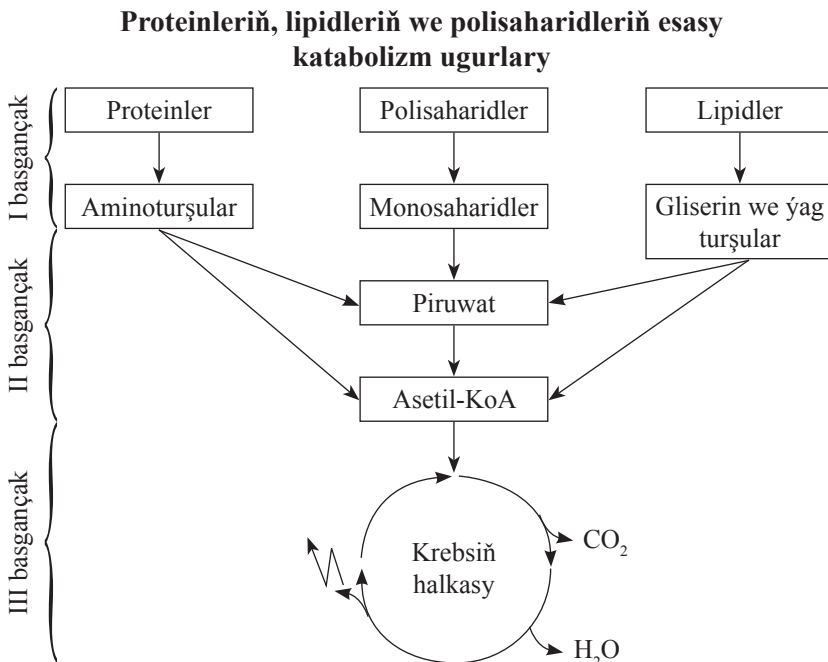 Proteinleriň, lipidleriň we polisaharidleriň esasy
katabolizm ugurlary
I basgançak
Proteinler
Polisaharidler
Lipidler
Aminoturşular
Monosaharidler
Gliserin we ýag
turşular
II basgançak
Piruwat
Asetil-KoA
III basgançak
Krebsiň
halkasy
CO₂
H₂O